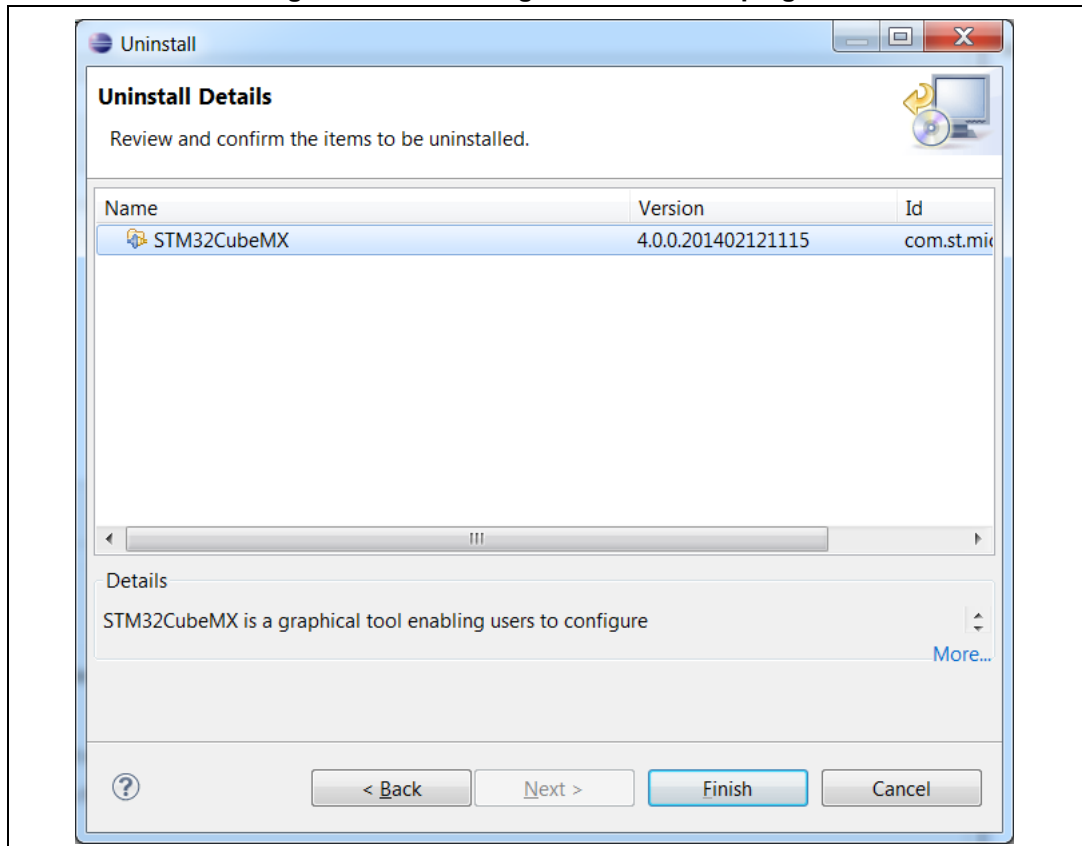 Uninstall
Uninstall Details
Review and confirm the items to be uninstalled.
Name Version Id
STM32CubeMX 4.0.0.201402121115 com.st.mic
Details
STM32CubeMX is a graphical tool enabling users to configure
More...
< Back Next > Finish Cancel